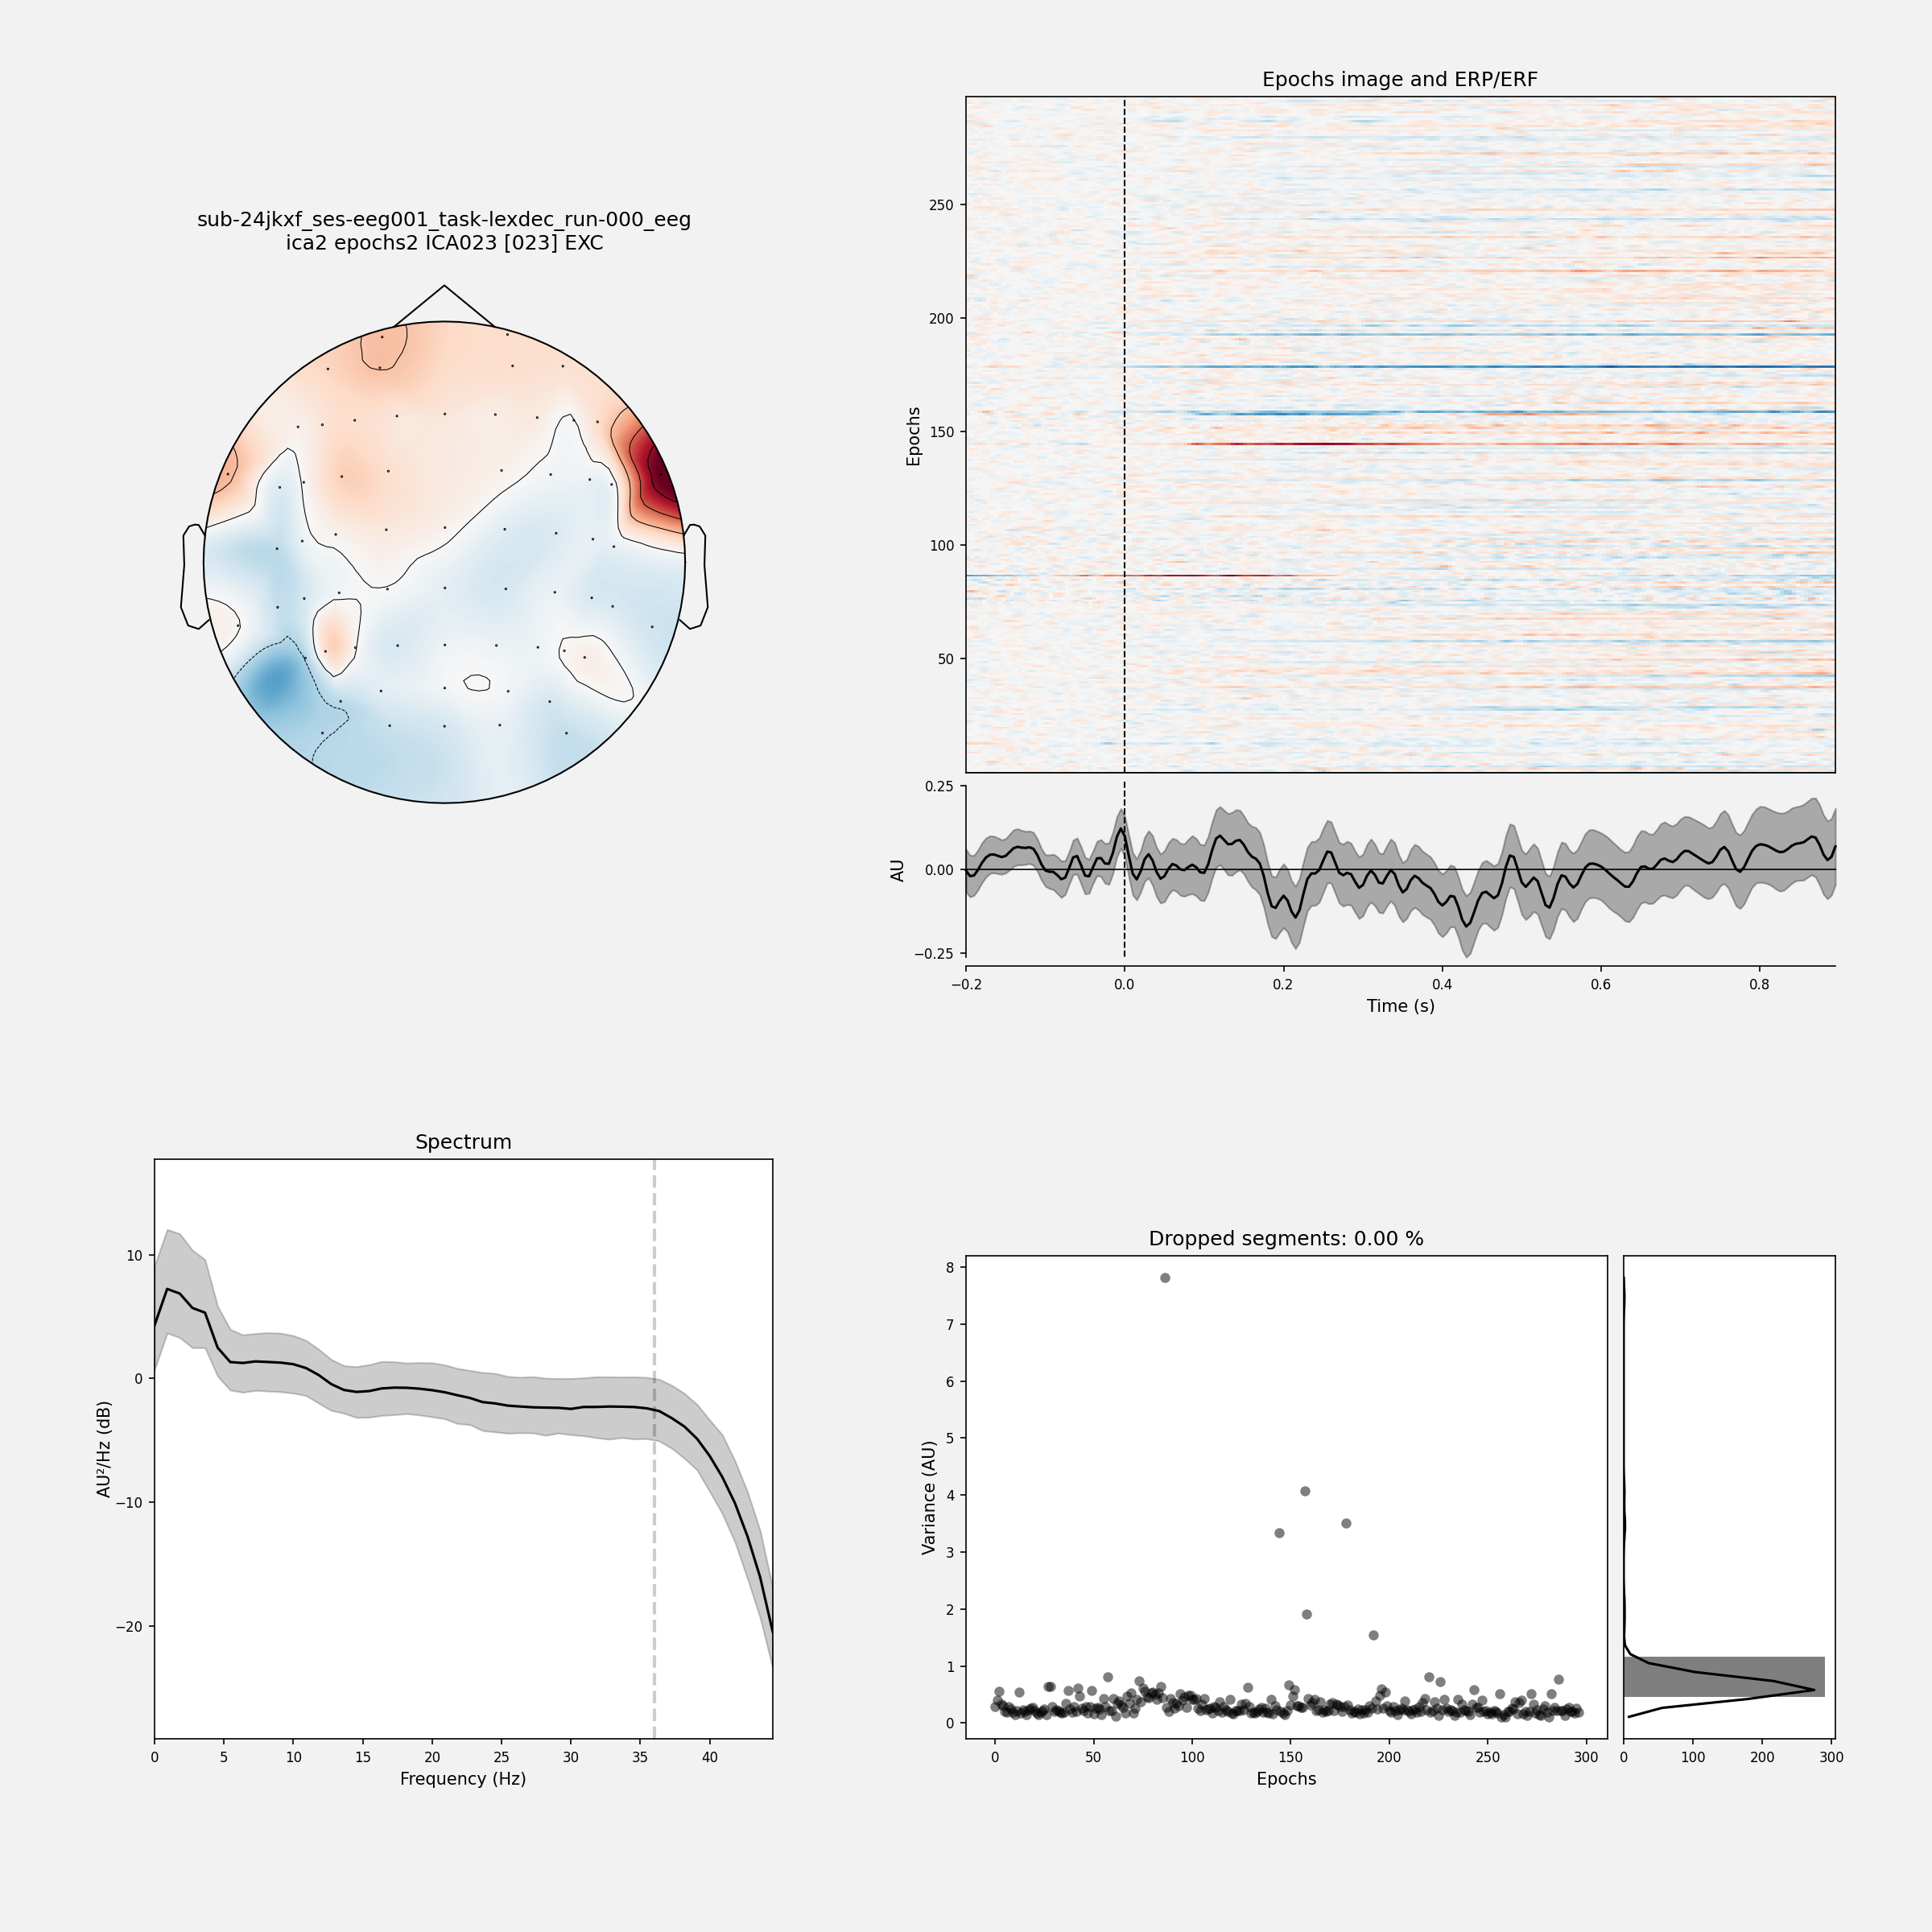 sub-24jkxf_ses-eeg001_task-lexdec_run-000_eeg
ica2 epochs2 ICA023 [023] EXC
Epochs image and ERP/ERF
250
200
150
100
50
Epochs
0.25
0.00
−0.25
AU
−0.2 0.0 0.2 0.4 0.6 0.8
Time (s)
Spectrum
10
0
−10
−20
AU²/Hz (dB)
0 5 10 15 20 25 30 35 40
Frequency (Hz)
Dropped segments: 0.00 %
8
7
6
5
4
3
2
1
0
Variance (AU)
0 50 100 150 200 250 300
Epochs
0 100 200 300